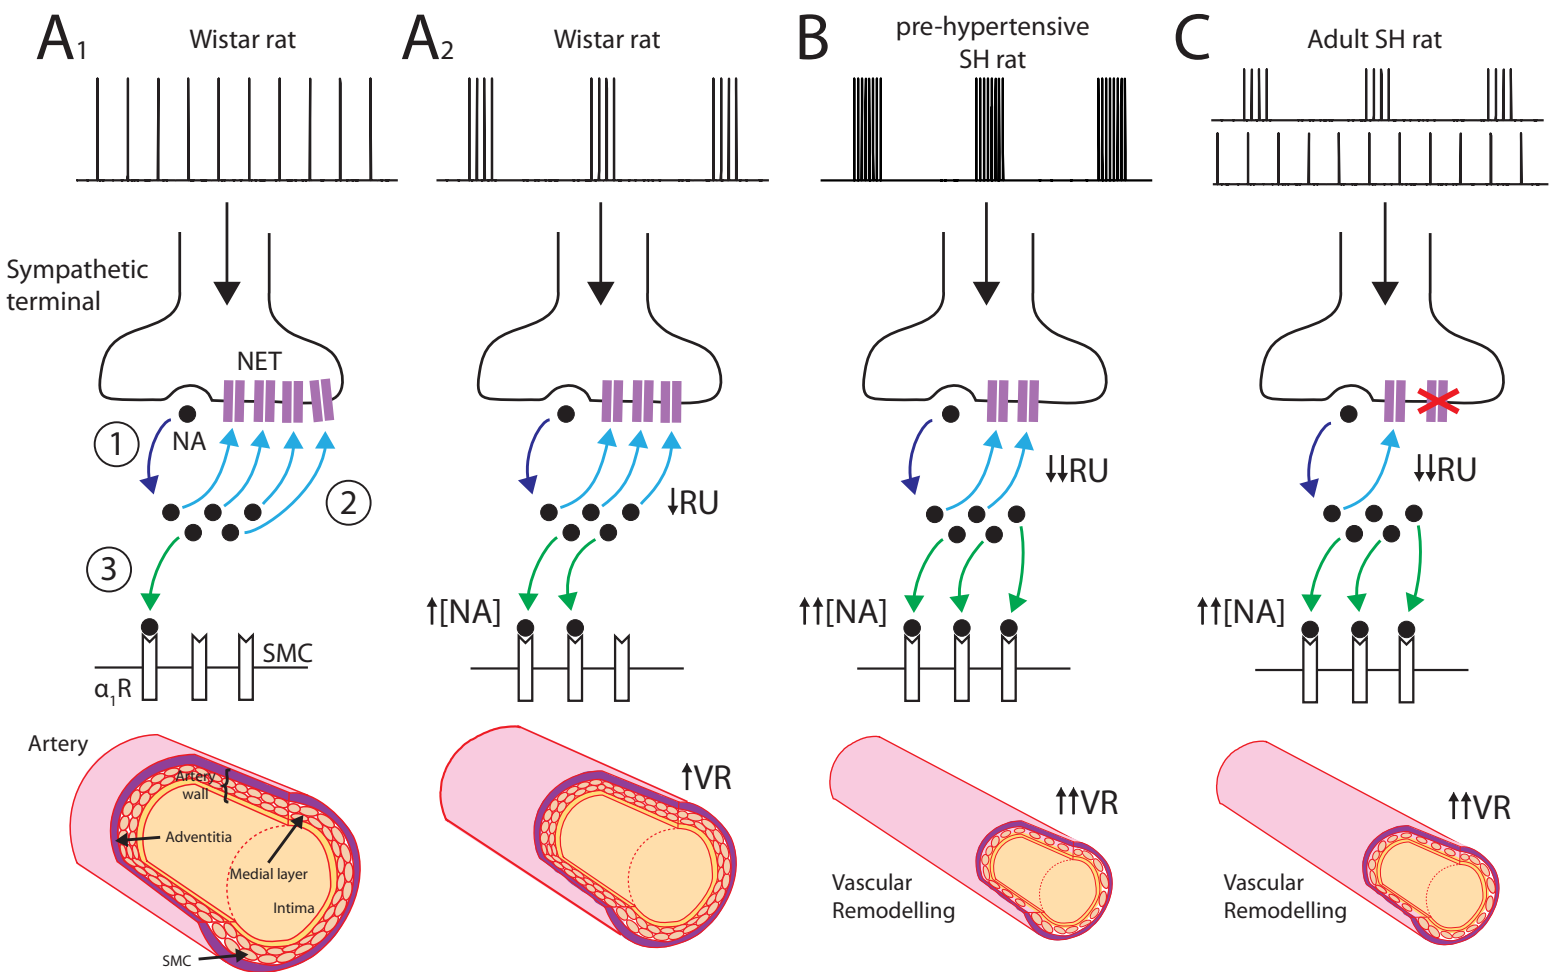 A1
Wistar rat
A2
Wistar rat
B
pre-hypertensive
SH rat
C
Adult SH rat
Sympathetic
terminal
NET
1
NA
2
3
α1R
SMC
↓RU
↑[NA]
↓↓RU
↑↑[NA]
↓↓RU
↑↑[NA]
Artery
Artery
wall
{
Adventitia
Medial layer
Intima
SMC
↑VR
↑↑VR
Vascular
Remodelling
↑↑VR
Vascular
Remodelling